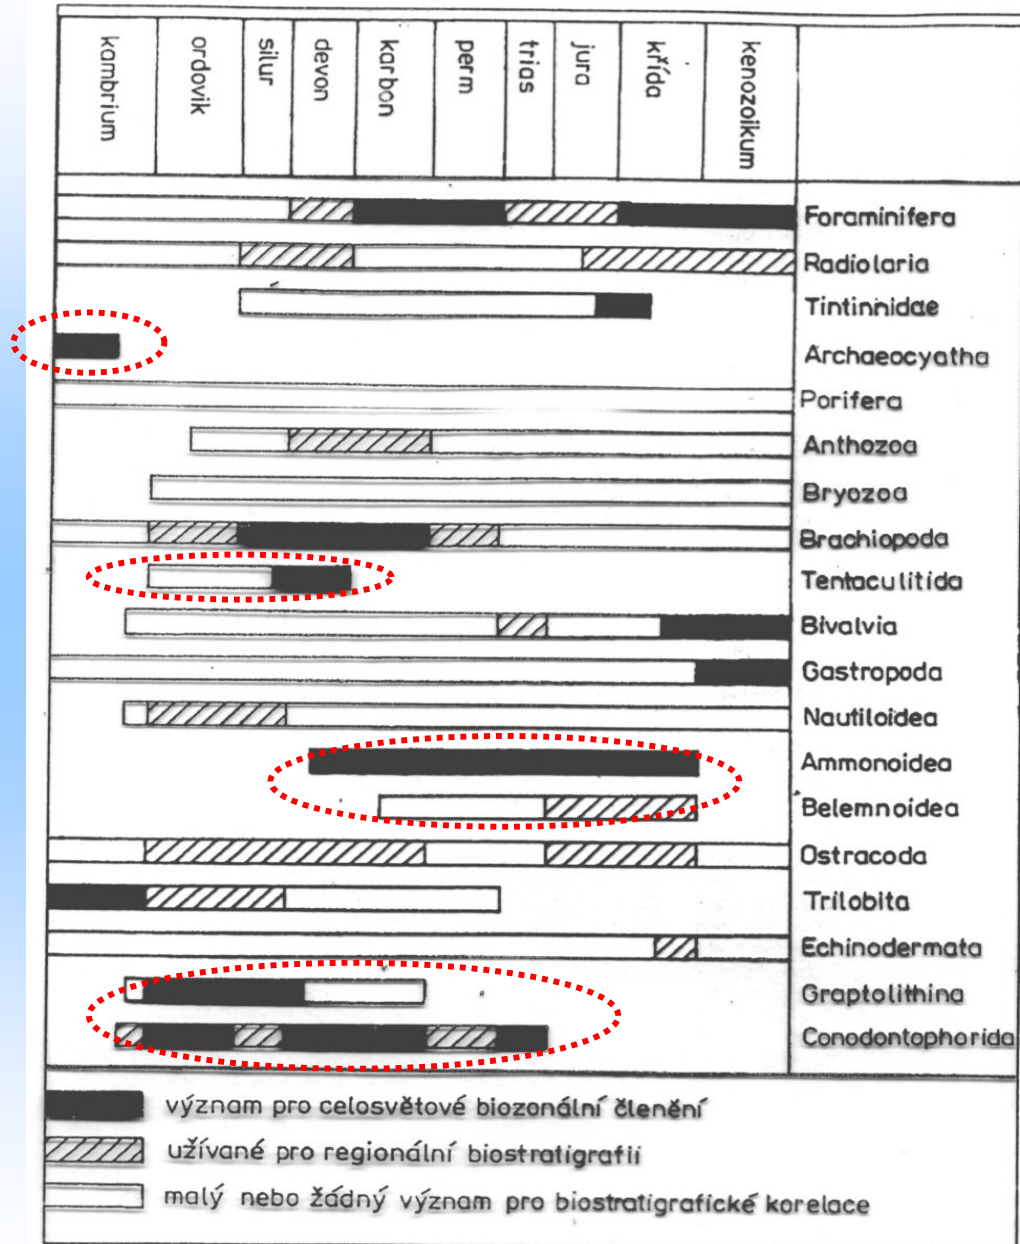 kambrium
ordovik
silur
devon
karbon
perm
trias
jura
křída
kenozoikum
Foraminifera
Radiolaria
Tintinnidae
Archaeocyatha
Porifera
Anthozoa
Bryozoa
Brachiopoda
Tentaculitida
Bivalvia
Gastropoda
Nautiloidea
Ammonoidea
Belemnoidea
Ostracoda
Trilobita
Echinodermata
Graptolithina
Conodontophorida
význam pro celosvětové biozonální členění
užívané pro regionální biostratigrafii
malý nebo žádný význam pro biostratigrafické korelace